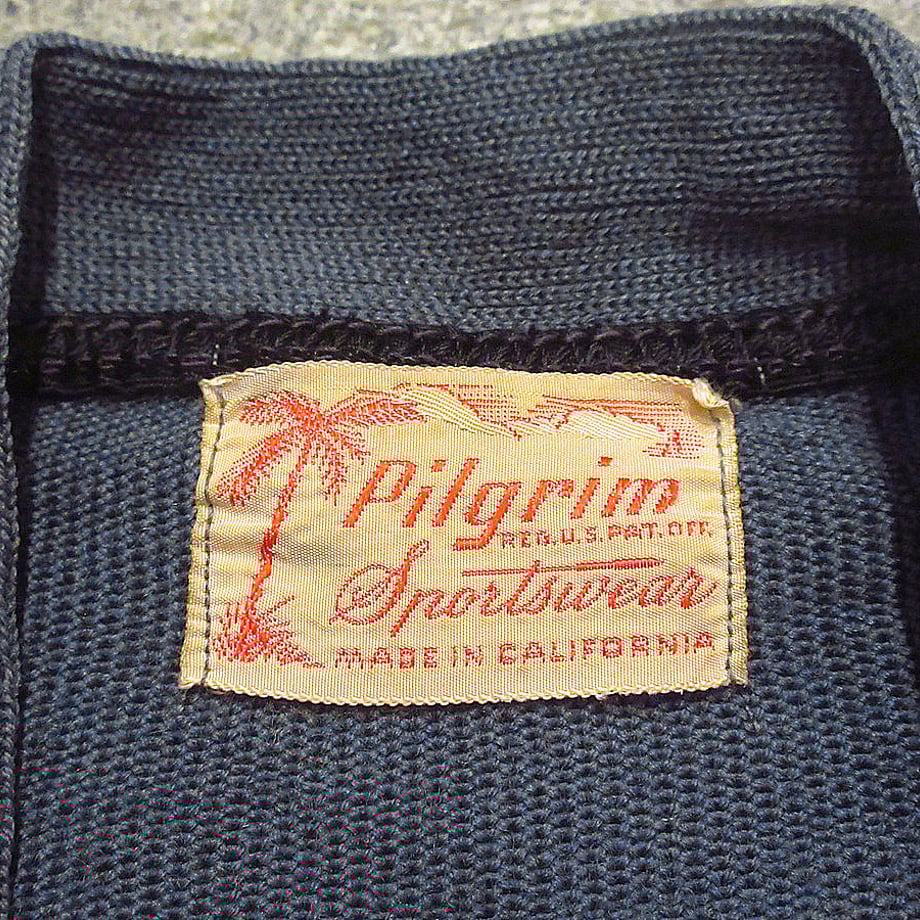 Pilgrim
REG. U.S. PAT. OFF.
Sportswear
MADE IN CALIFORNIA